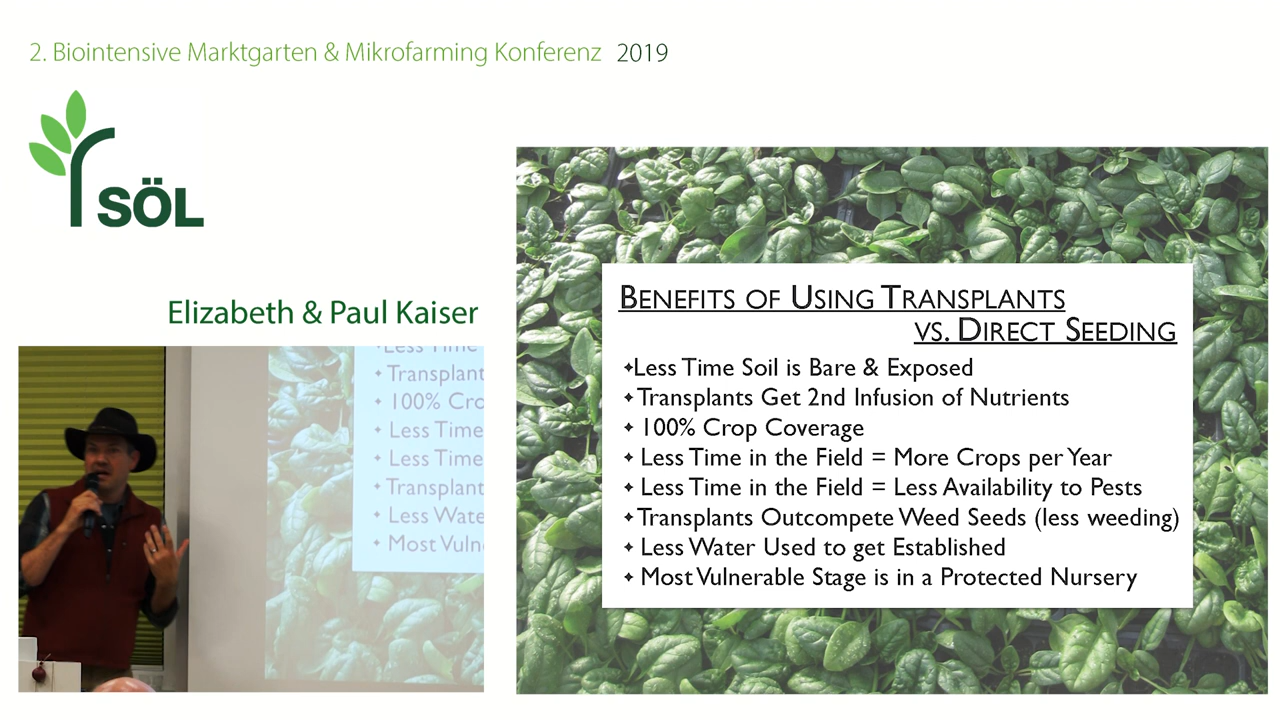 2. Biointensive Marktgarten & Mikrofarming Konferenz 2019
SÖL
Elizabeth & Paul Kaiser
BENEFITS OF USING TRANSPLANTS
VS. DIRECT SEEDING
Less Time Soil is Bare & Exposed
Transplants Get 2nd Infusion of Nutrients
100% Crop Coverage
Less Time in the Field = More Crops per Year
Less Time in the Field = Less Availability to Pests
Transplants Outcompete Weed Seeds (less weeding)
Less Water Used to get Established
Most Vulnerable Stage is in a Protected Nursery
Less Time
Transplant
100% Cro
Less Time
Less Time
Transplant
Less Wate
Most Vuln